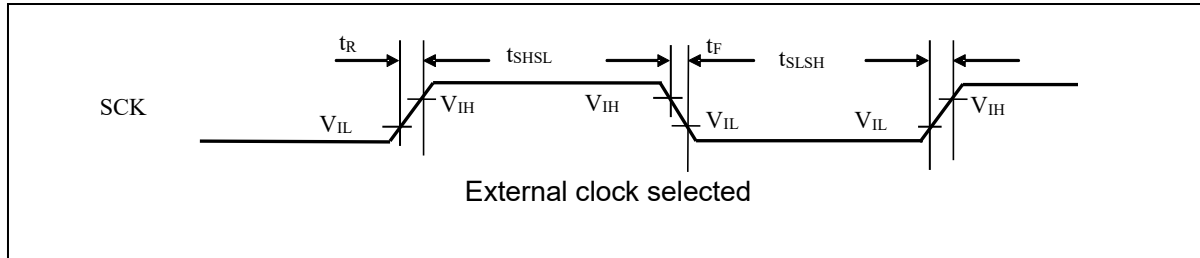 tR tSHSL tF tSLSH
SCK VIH VIH VIH
VIL VIL VIL
External clock selected